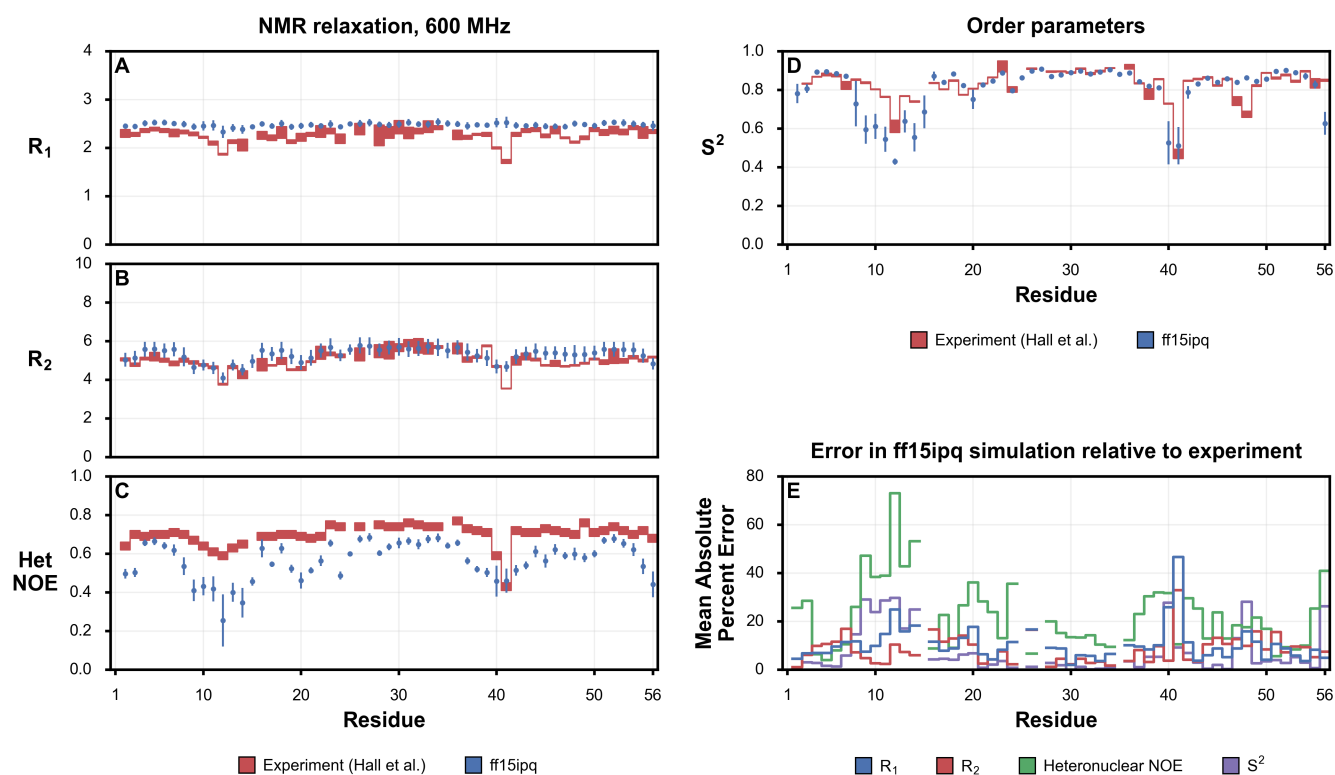 NMR relaxation, 600 MHz
A
R1
4
3
2
1
0
B
R2
10
8
6
4
2
0
C
Het
NOE
1.0
0.8
0.6
0.4
0.2
0.0
1 10 20 30 40 50 56
Residue
Experiment (Hall et al.) ff15ipq
Order parameters
D
S2
1.0
0.8
0.6
0.4
0.2
0.0
1 10 20 30 40 50 56
Residue
Experiment (Hall et al.) ff15ipq
Error in ff15ipq simulation relative to experiment
E
Mean Absolute
Percent Error
80
60
40
20
0
1 10 20 30 40 50 56
Residue
R1 R2 Heteronuclear NOE S2